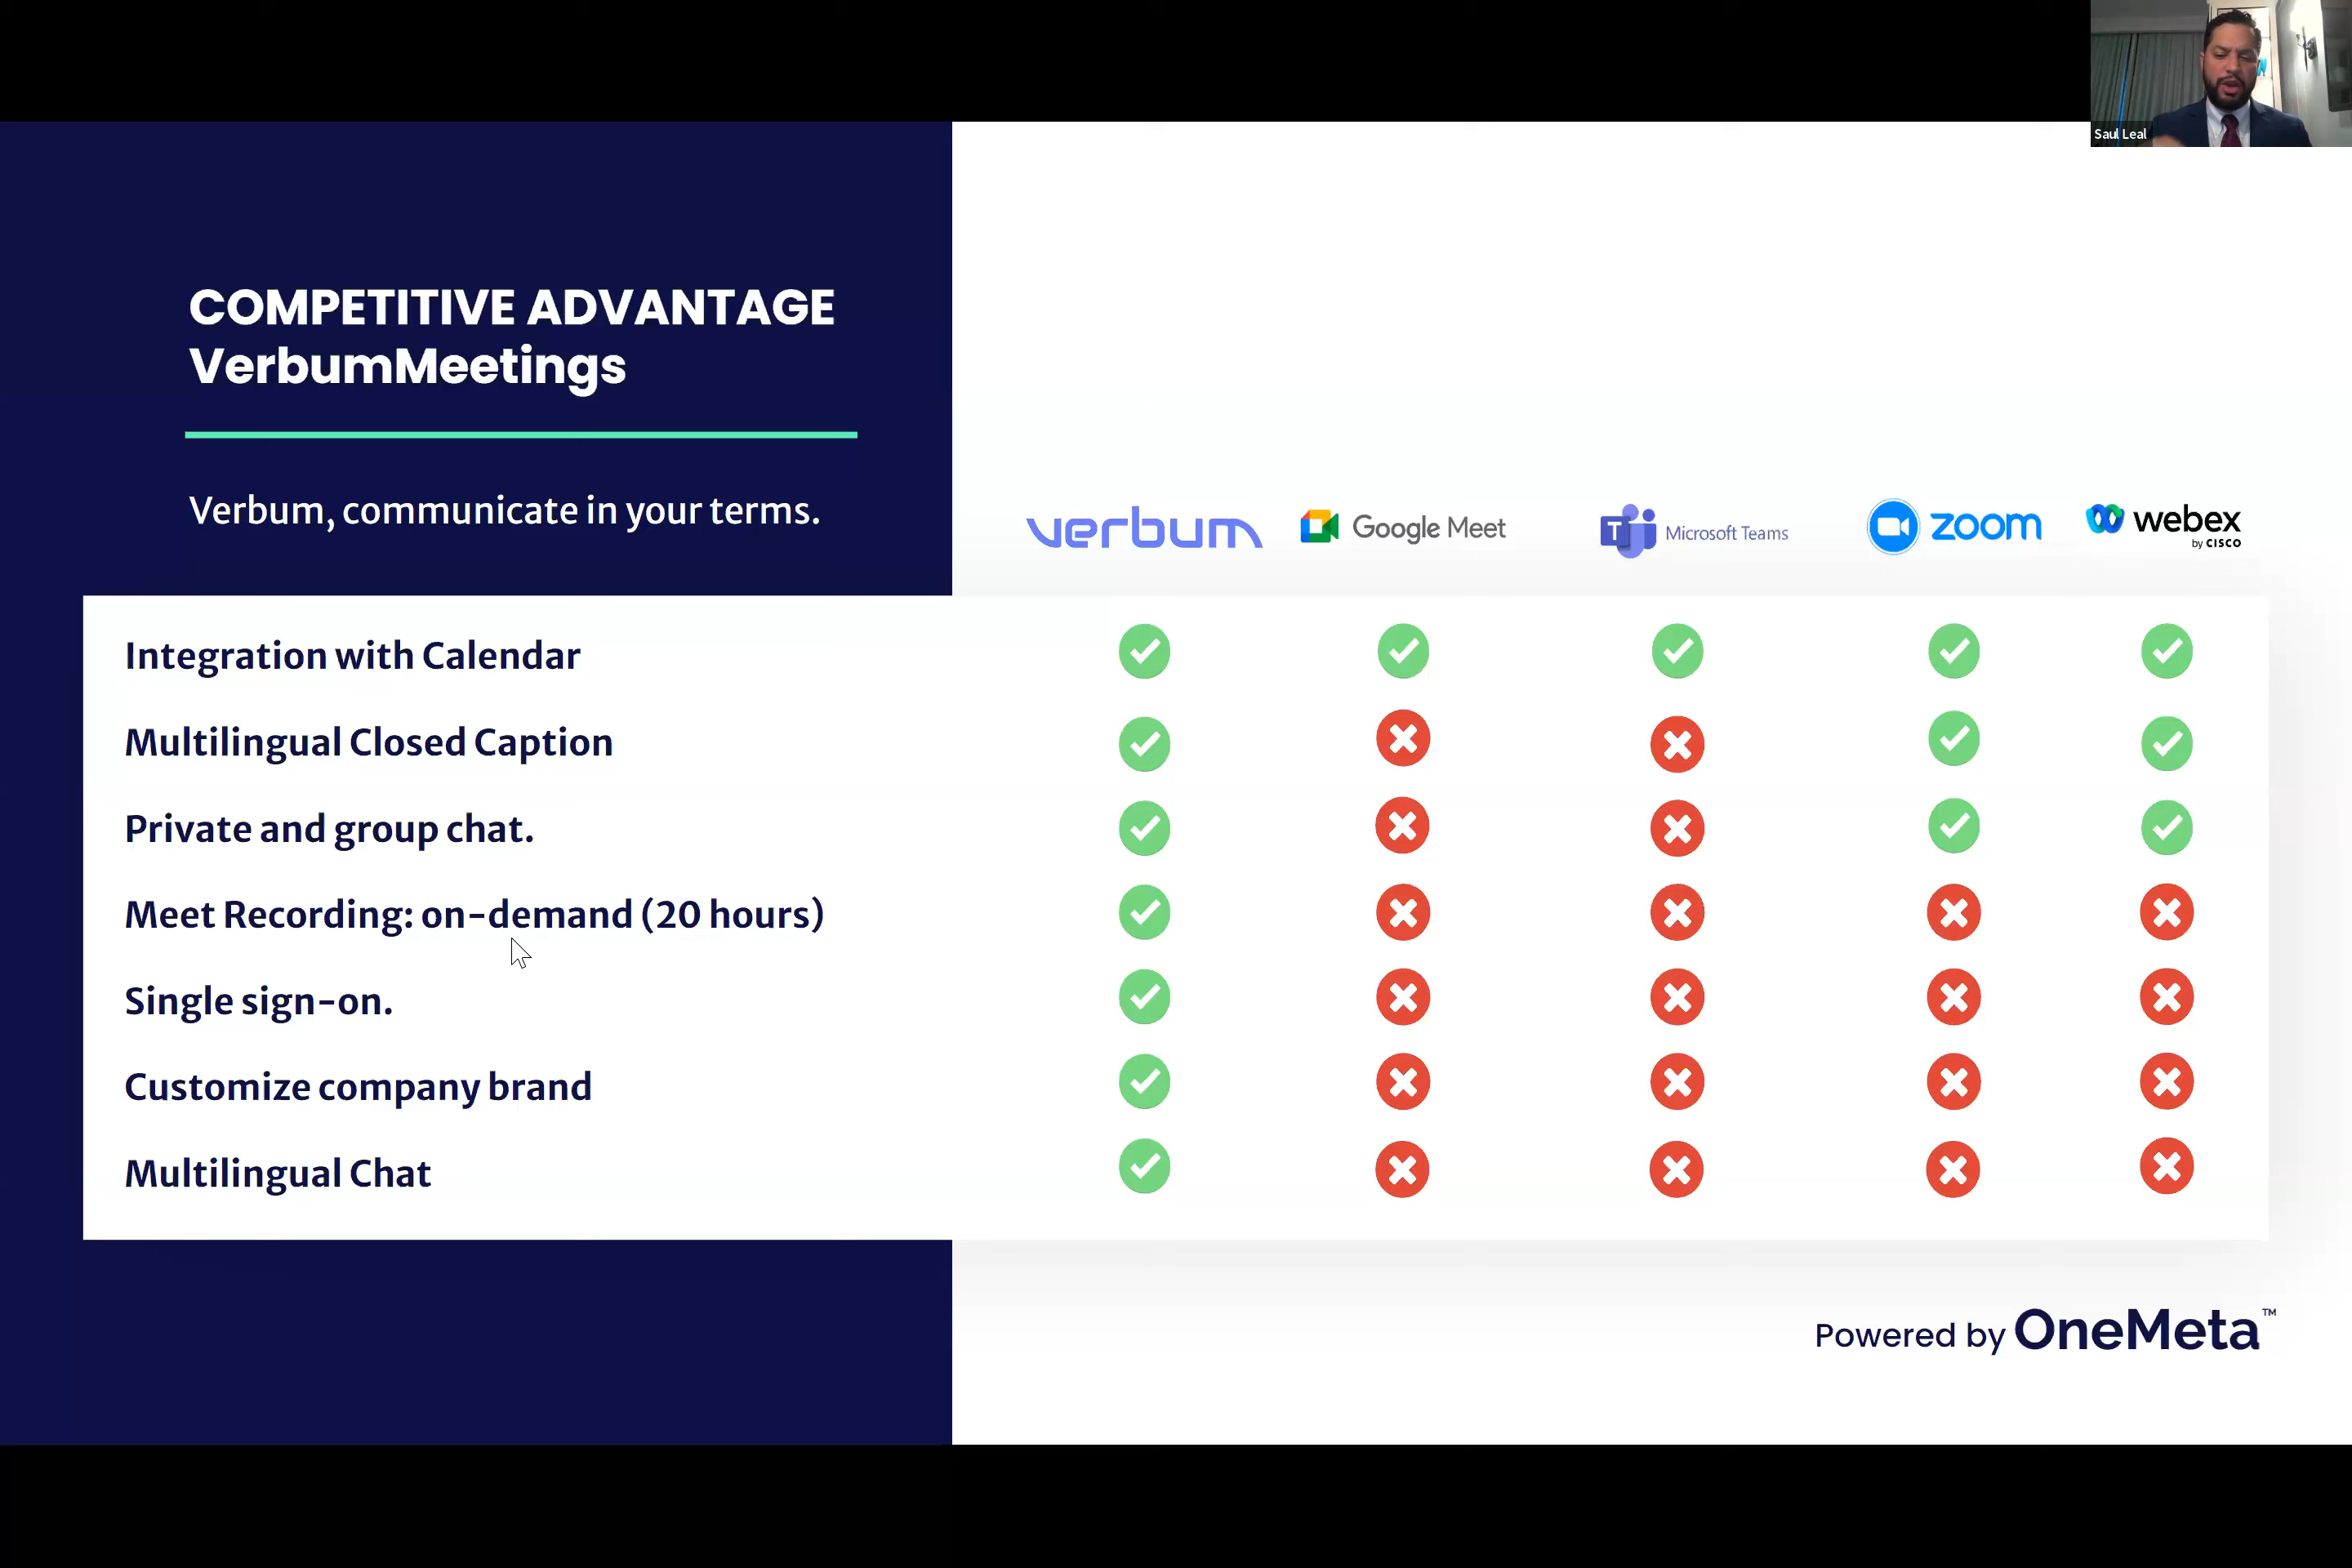 Saul Leal
COMPETITIVE ADVANTAGE
VerbumMeetings
Verbum, communicate in your terms.
verbum
Google Meet
T Microsoft Teams
zoom
webex
by CISCO
Integration with Calendar
Multilingual Closed Caption
Private and group chat.
Meet Recording: on-demand (20 hours)
Single sign-on.
Customize company brand
Multilingual Chat
Powered by OneMeta™